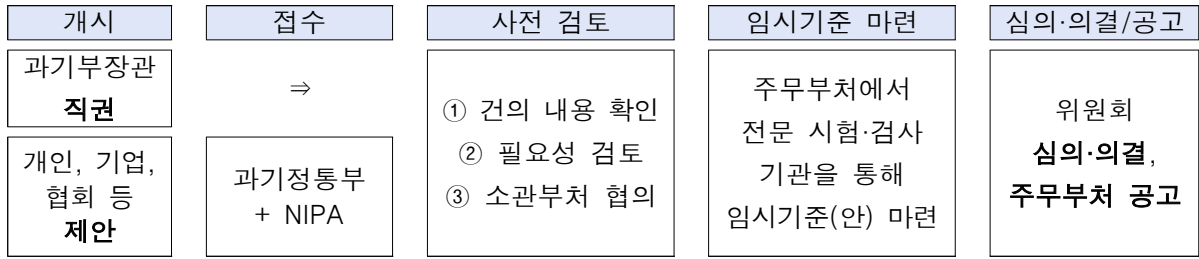 개시
접수
사전 검토
임시기준 마련
심의·의결/공고
과기부장관
직권
⇒
개인, 기업,
협회 등
제안
과기정통부
+ NIPA
① 건의 내용 확인
② 필요성 검토
③ 소관부처 협의
주무부처에서
전문 시험·검사
기관을 통해
임시기준(안) 마련
위원회
심의·의결,
주무부처 공고